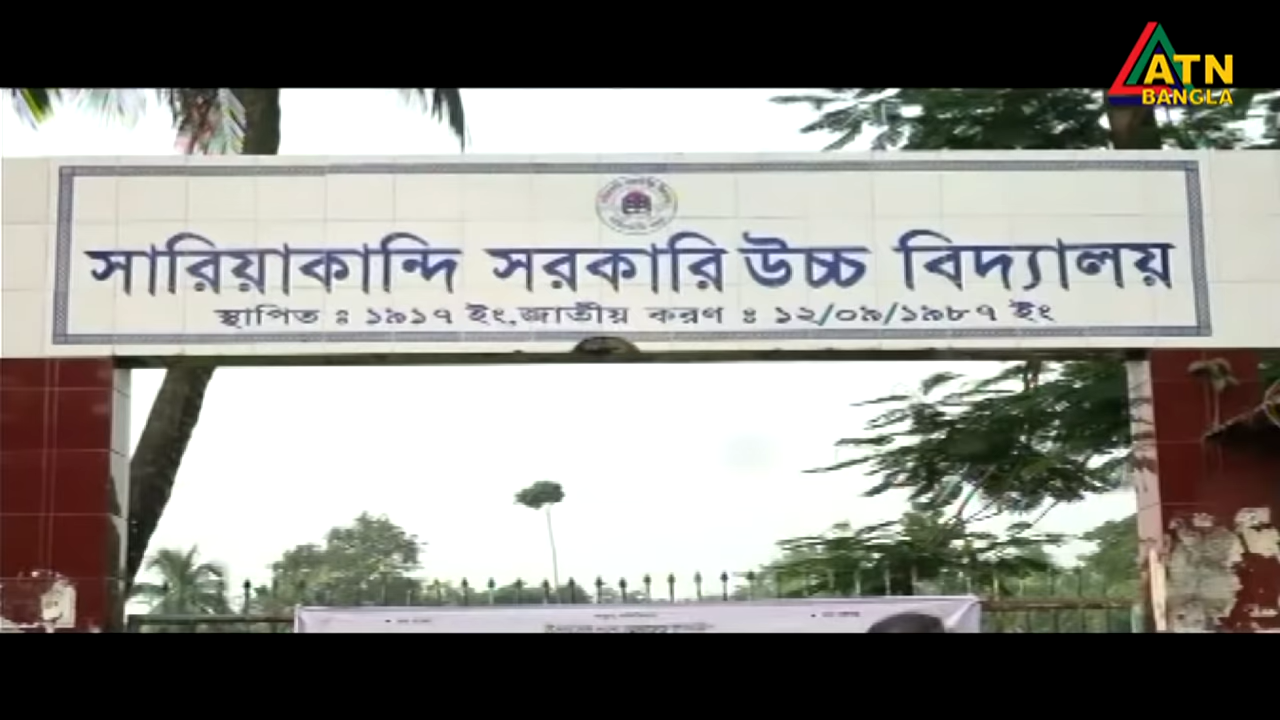 ATN
BANGLA
সারিয়াকান্দি সরকারি উচ্চ বিদ্যালয়
স্থাপিত : ১৯১৭ ইং,জাতীয় করণ : ১২/০৯/১৯৮৭ ইং